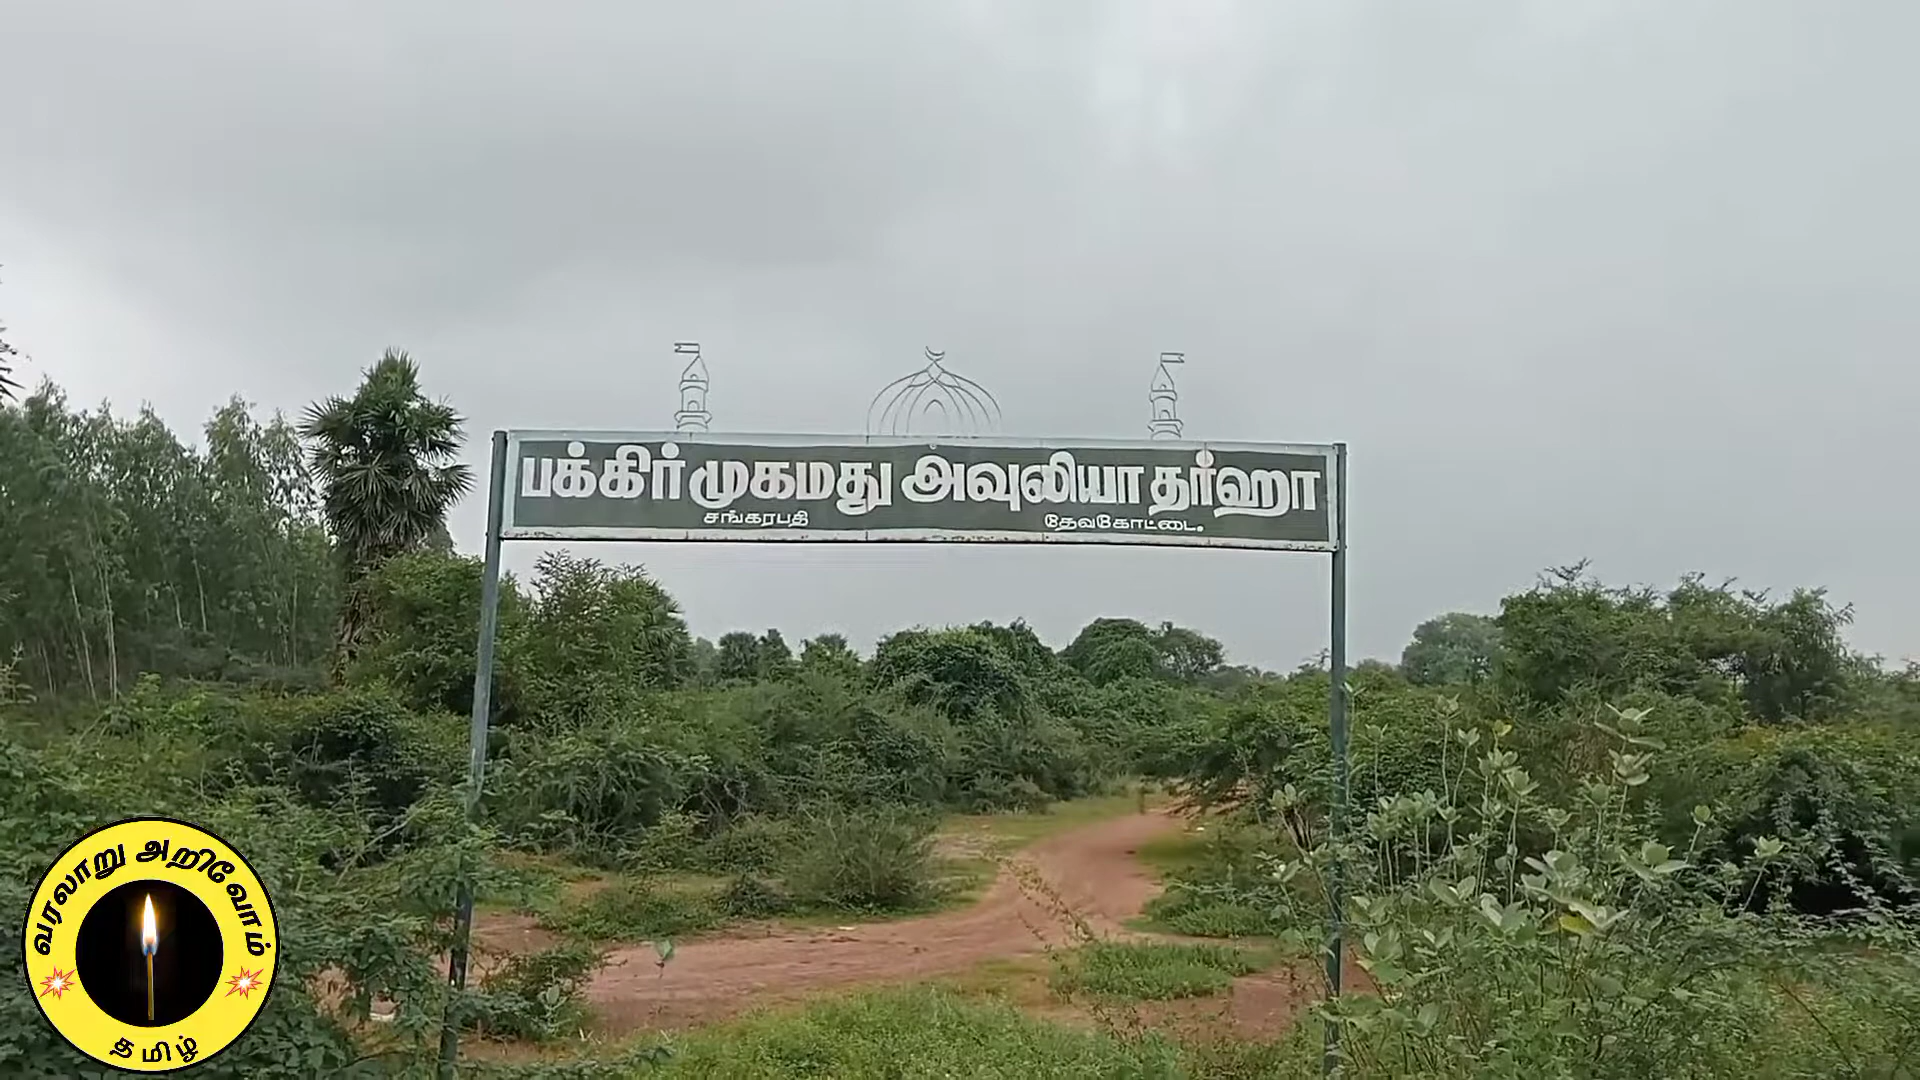 பக்கிர் முகமது அவுலியா தர்ஹா
சங்கரபதி தேவகோட்டை.
வரலாறு அறிவோம்
தமிழ்